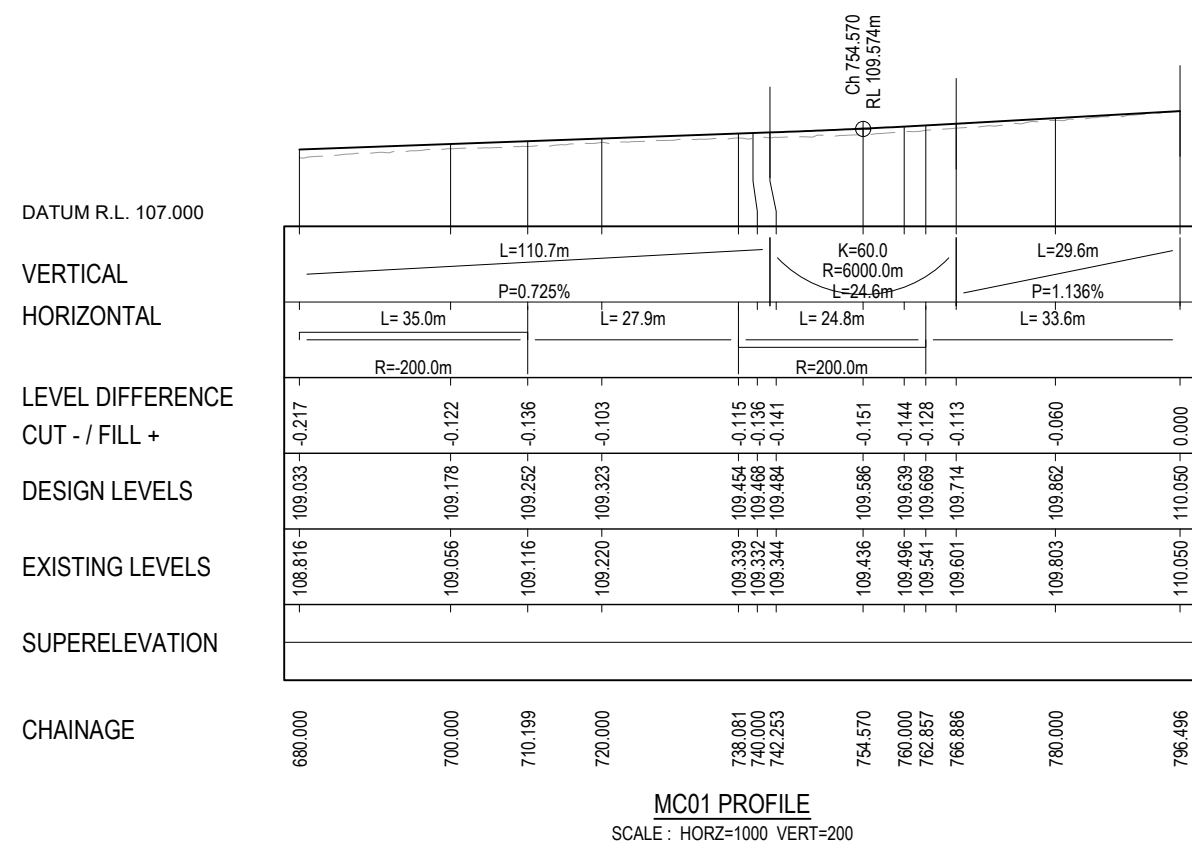 Ch 754.570
RL 109.574m
DATUM R.L. 107.000
VERTICAL
L=110.7m
P=0.725%
K=60.0
R=6000.0m
L=24.6m
L=29.6m
P=1.136%
HORIZONTAL
L= 35.0m
R=-200.0m
L= 27.9m
L= 24.8m
R=200.0m
L= 33.6m
LEVEL DIFFERENCE
CUT - / FILL +
-0.217
-0.122
-0.136
-0.103
-0.115
-0.136
-0.141
-0.151
-0.144
-0.128
-0.113
-0.060
0.000
DESIGN LEVELS
109.033
109.178
109.252
109.323
109.454
109.468
109.484
109.586
109.639
109.669
109.714
109.862
110.050
EXISTING LEVELS
108.816
109.056
109.116
109.220
109.339
109.332
109.344
109.436
109.496
109.541
109.601
109.803
110.050
SUPERELEVATION
CHAINAGE
680.000
700.000
710.199
720.000
738.081
740.000
742.253
754.570
760.000
762.857
766.886
780.000
796.496
MC01 PROFILE
SCALE : HORZ=1000 VERT=200